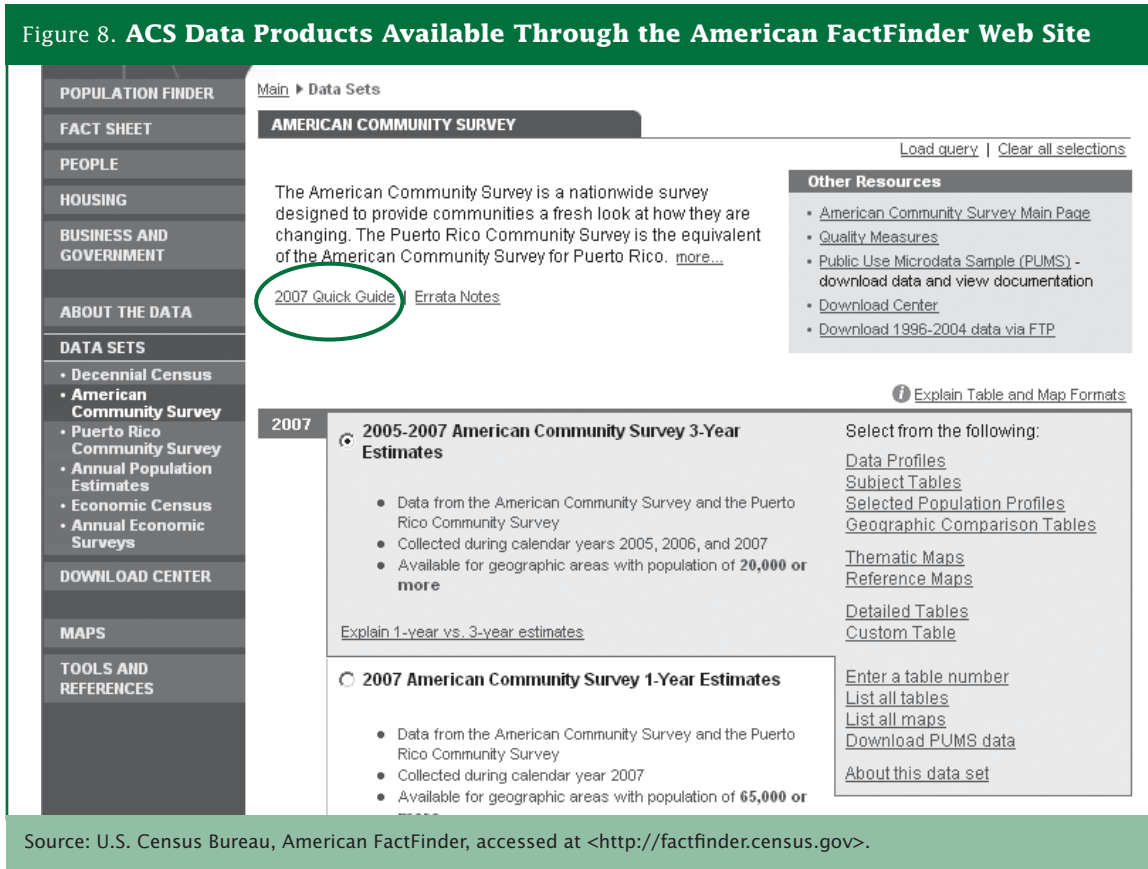 Figure 8. ACS Data Products Available Through the American FactFinder Web Site
POPULATION FINDER
FACT SHEET
PEOPLE
HOUSING
BUSINESS AND
GOVERNMENT
ABOUT THE DATA
DATA SETS
• Decennial Census
• American
Community Survey
• Puerto Rico
Community Survey
• Annual Population
Estimates
• Economic Census
• Annual Economic
Surveys
DOWNLOAD CENTER
MAPS
TOOLS AND
REFERENCES
Main ▶ Data Sets
AMERICAN COMMUNITY SURVEY
Load query | Clear all selections
The American Community Survey is a nationwide survey
designed to provide communities a fresh look at how they are
changing. The Puerto Rico Community Survey is the equivalent
of the American Community Survey for Puerto Rico. more...
2007 Quick Guide | Errata Notes
Other Resources
• American Community Survey Main Page
• Quality Measures
• Public Use Microdata Sample (PUMS) -
download data and view documentation
• Download Center
• Download 1996-2004 data via FTP
Explain Table and Map Formats
2007
2005-2007 American Community Survey 3-Year
Estimates
• Data from the American Community Survey and the Puerto
Rico Community Survey
• Collected during calendar years 2005, 2006, and 2007
• Available for geographic areas with population of 20,000 or
more
Explain 1-year vs. 3-year estimates
2007 American Community Survey 1-Year Estimates
• Data from the American Community Survey and the Puerto
Rico Community Survey
• Collected during calendar year 2007
• Available for geographic areas with population of 65,000 or
Select from the following:
Data Profiles
Subject Tables
Selected Population Profiles
Geographic Comparison Tables
Thematic Maps
Reference Maps
Detailed Tables
Custom Table
Enter a table number
List all tables
List all maps
Download PUMS data
About this data set
Source: U.S. Census Bureau, American FactFinder, accessed at <http://factfinder.census.gov>.